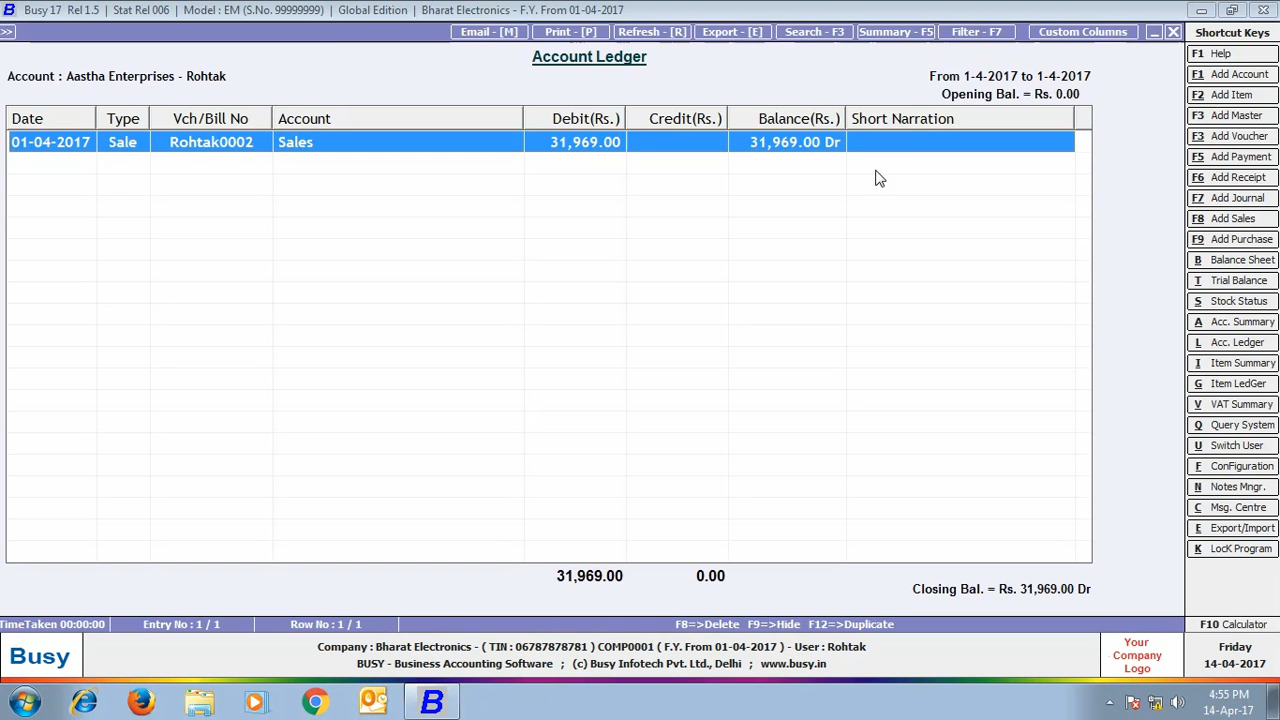 Busy 17 Rel 1.5 | Stat Rel 006 | Model : EM (S.No. 99999999) | Global Edition | Bharat Electronics - F.Y. From 01-04-2017
>> Email - [M] Print - [P] Refresh - [R] Export - [E] Search - F3 Summary - F5 Filter - F7 Custom Columns
Account Ledger
Account : Aastha Enterprises - Rohtak
From 1-4-2017 to 1-4-2017
Opening Bal. = Rs. 0.00
Date Type Vch/Bill No Account Debit(Rs.) Credit(Rs.) Balance(Rs.) Short Narration
01-04-2017 Sale Rohtak0002 Sales 31,969.00 31,969.00 Dr
31,969.00 0.00
Closing Bal. = Rs. 31,969.00 Dr
TimeTaken 00:00:00 Entry No : 1 / 1 Row No : 1 / 1 F8=>Delete F9=>Hide F12=>Duplicate
Shortcut Keys
F1 Help
F1 Add Account
F2 Add Item
F3 Add Master
F3 Add Voucher
F5 Add Payment
F6 Add Receipt
F7 Add Journal
F8 Add Sales
F9 Add Purchase
B Balance Sheet
T Trial Balance
S Stock Status
A Acc. Summary
L Acc. Ledger
I Item Summary
G Item LedGer
V VAT Summary
Q Query System
U Switch User
F ConFiguration
N Notes Mngr.
C Msg. Centre
E Export/Import
K LocK Program
F10 Calculator
Busy
Company : Bharat Electronics - ( TIN : 06787878781 ) COMP0001 ( F.Y. From 01-04-2017 ) - User : Rohtak
BUSY - Business Accounting Software ; (c) Busy Infotech Pvt. Ltd., Delhi ; www.busy.in
Your
Company
Logo
Friday
14-04-2017
4:55 PM
14-Apr-17